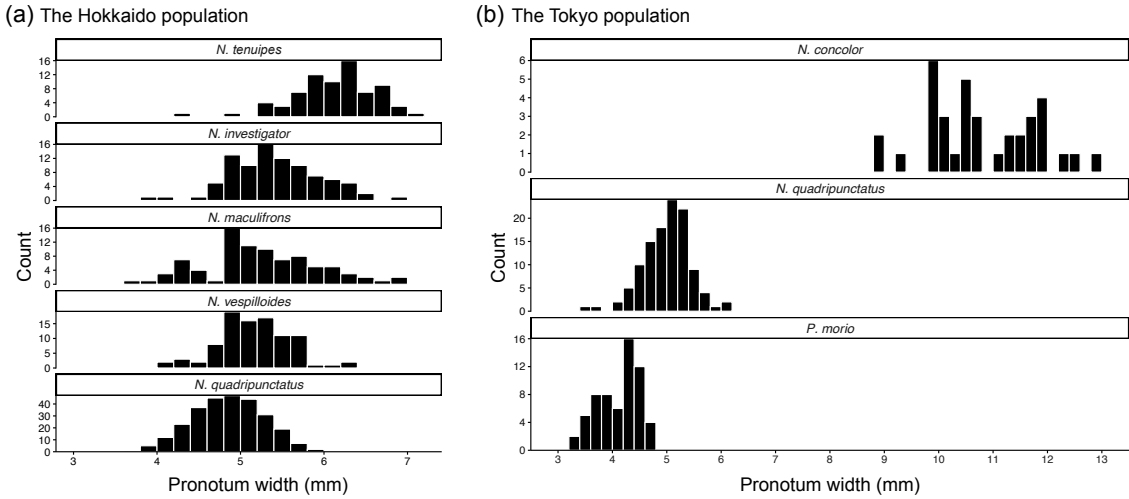 (a) The Hokkaido population
N. tenuipes
16
12
8
4
0
N. investigator
16
12
8
4
0
N. maculifrons
16
12
8
4
0
N. vespilloides
15
10
5
0
N. quadripunctatus
40
30
20
10
0
Count
3 4 5 6 7
Pronotum width (mm)
(b) The Tokyo population
N. concolor
6
5
4
3
2
1
0
N. quadripunctatus
20
15
10
5
0
P. morio
16
12
8
4
0
Count
3 4 5 6 7 8 9 10 11 12 13
Pronotum width (mm)